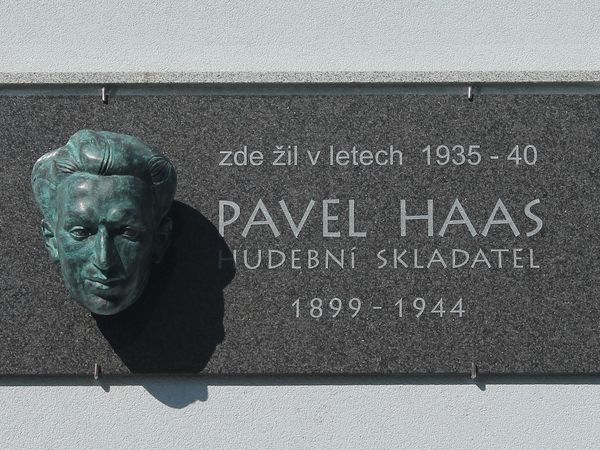 zde žil v letech 1935 - 40
PAVEL HAAS
HUDEBNÍ SKLADATEL
1899 - 1944